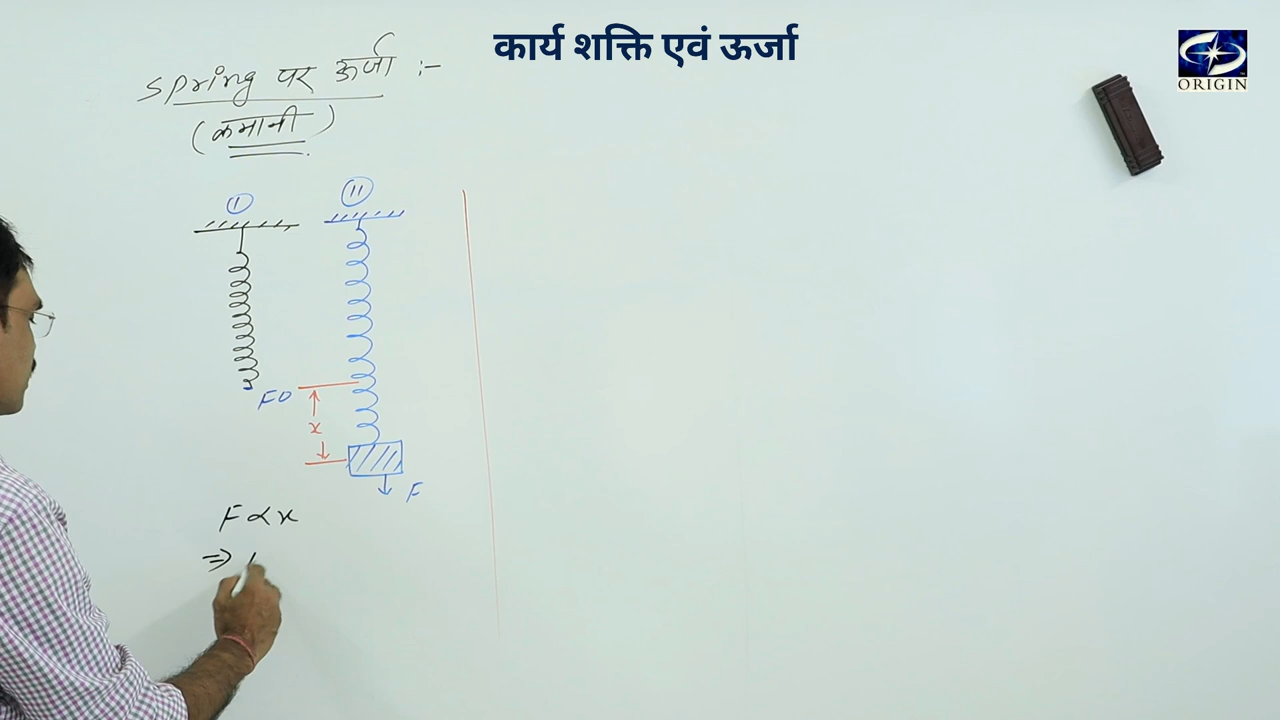 कार्य शक्ति एवं ऊर्जा
ORIGIN
Spring पर ऊर्जा :-
(कमानी)
I
II
FO
x
F
F ∝ x
⇒